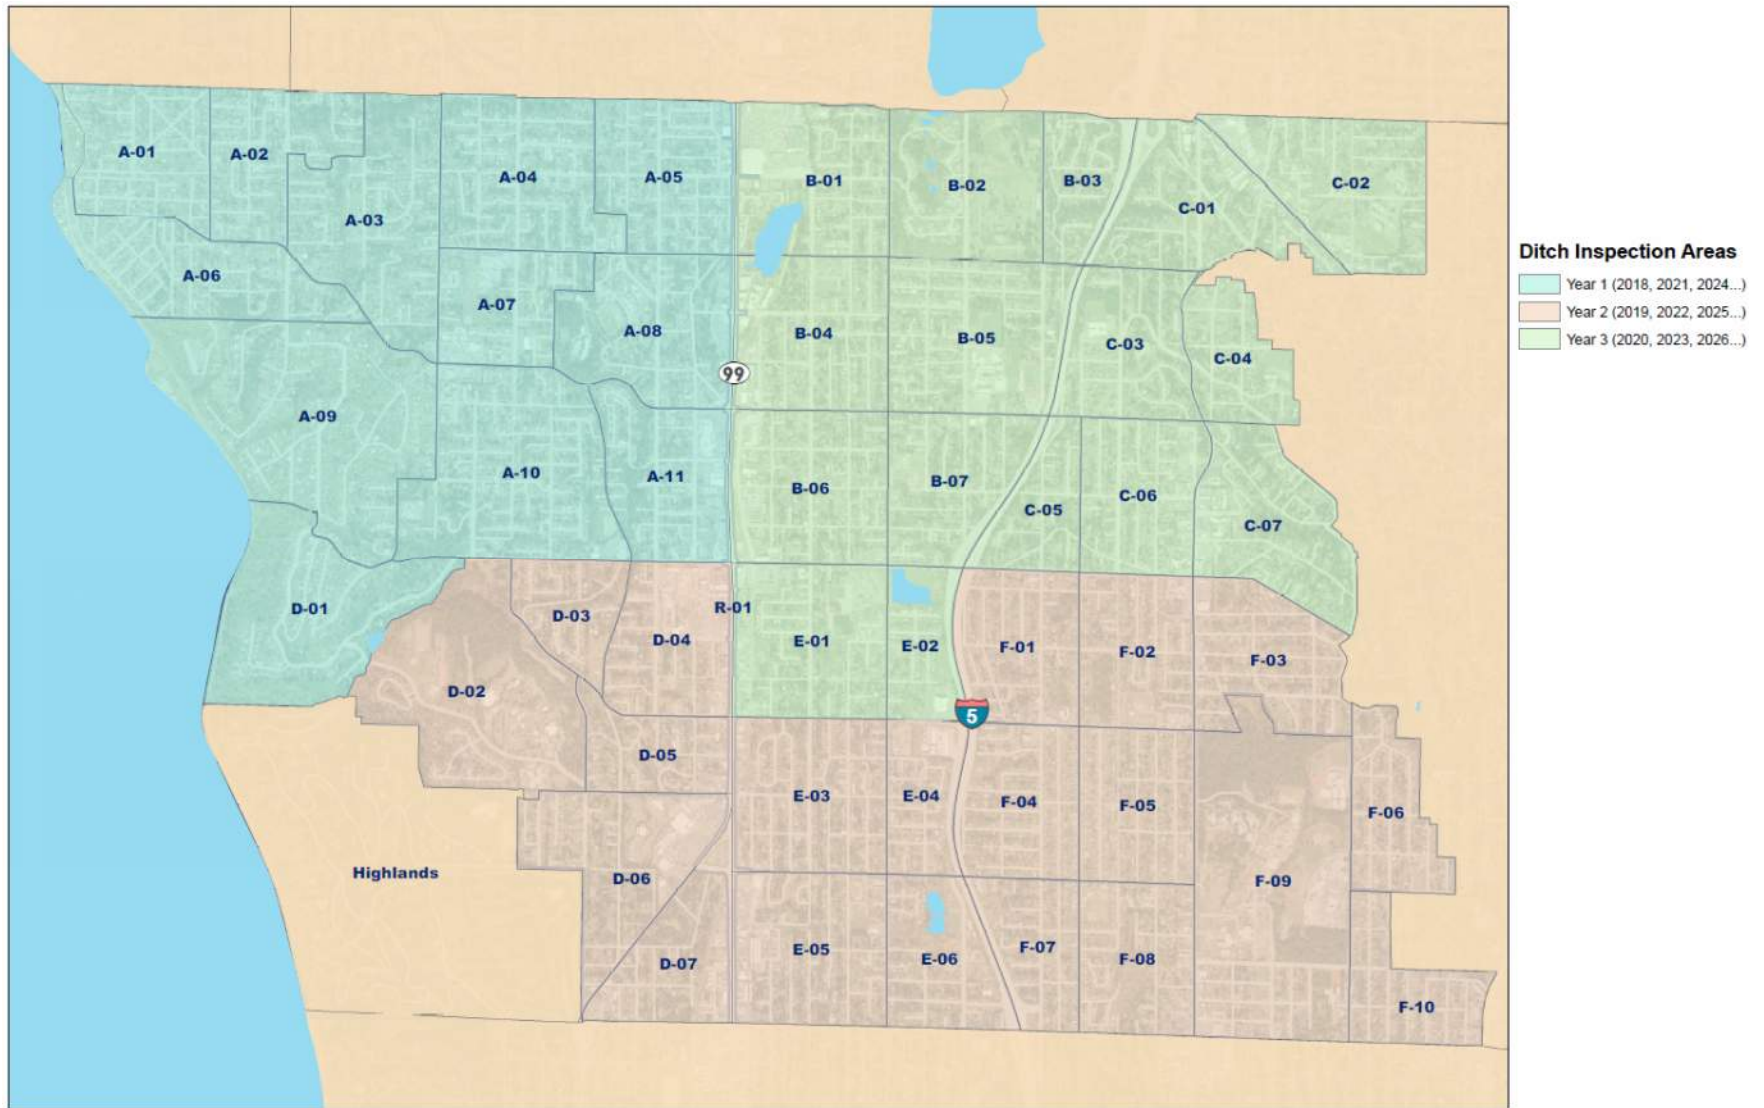 A-01
A-02
A-03
A-04
A-05
B-01
B-02
B-03
C-01
C-02
A-06
A-07
A-08
B-04
B-05
C-03
C-04
99
A-09
A-10
A-11
B-06
B-07
C-05
C-06
C-07
D-01
D-02
D-03
D-04
R-01
E-01
E-02
F-01
F-02
F-03
5
D-05
E-03
E-04
F-04
F-05
F-06
Highlands
D-06
D-07
E-05
E-06
F-07
F-08
F-09
F-10
Ditch Inspection Areas
Year 1 (2018, 2021, 2024...)
Year 2 (2019, 2022, 2025...)
Year 3 (2020, 2023, 2026...)